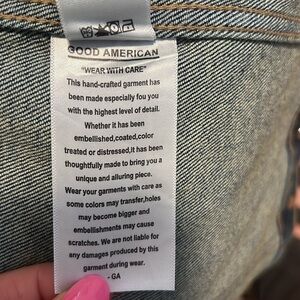 GOOD AMERICAN
"WEAR WITH CARE"
This hand-crafted garment has
been made especially fou you
with the highest level of detail.
Whether it has been
embellished,coated,color
treated or distressed,it has been
thoughtfully made to bring you a
unique and alluring piece.
Wear your garments with care as
some colors may transfer,holes
may become bigger and
embellishments may cause
scratches. We are not liable for
any damages produced by this
garment during wear.
- GA